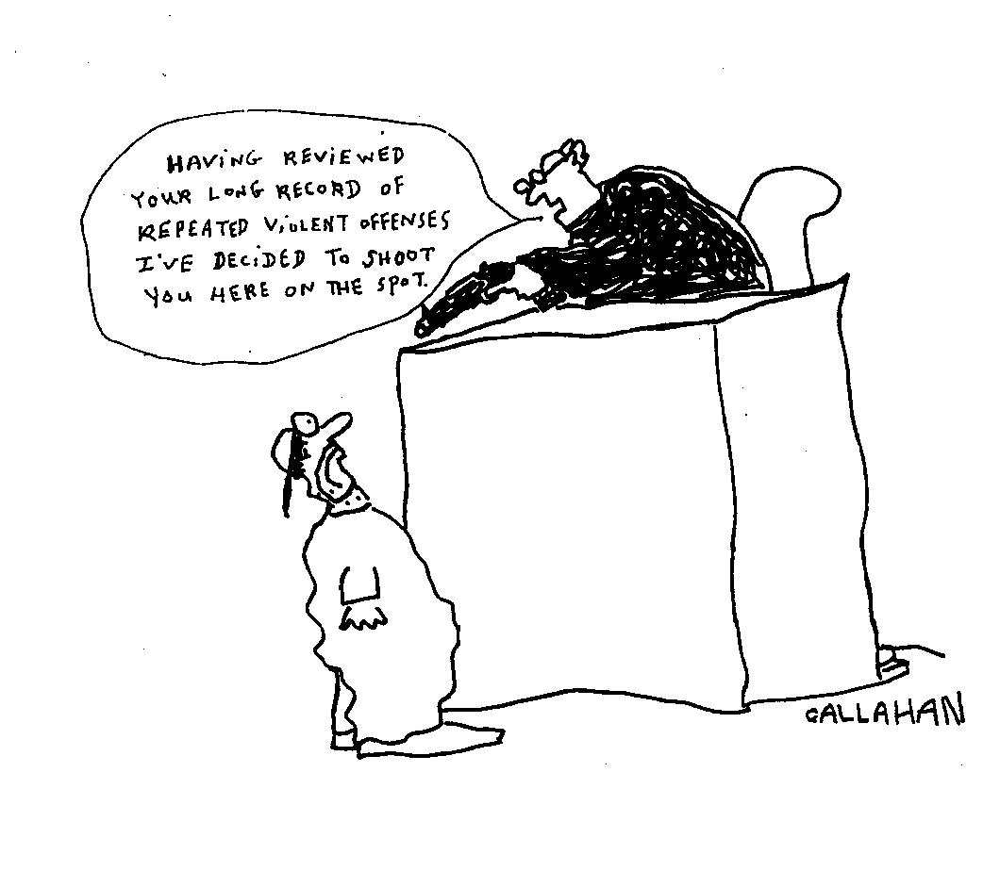 HAViNG REViEWED
YOUR LONG RECORD OF
REPEATED ViOLENT OFFENSES
I'VE DECiDED TO SHOOT
YOU HERE ON THE SPOT.
CALLAHAN